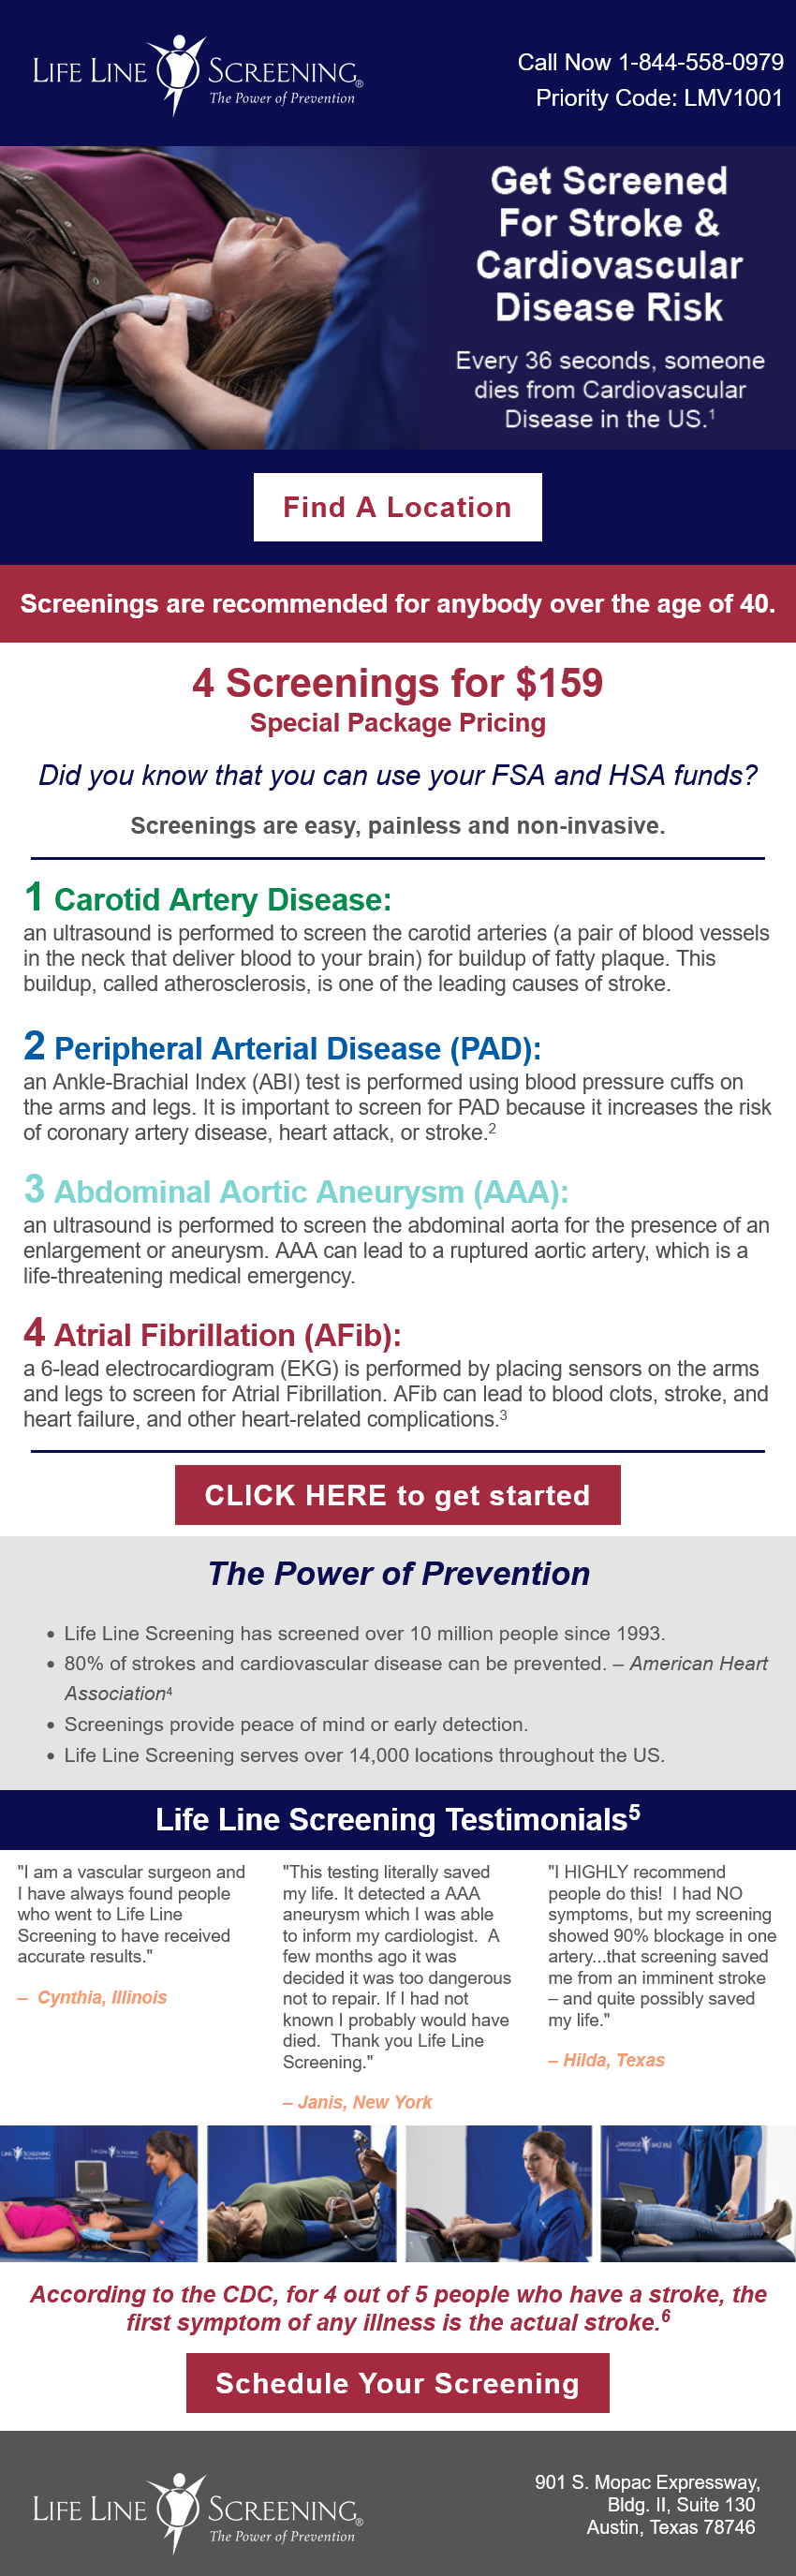 LIFE LINE SCREENING®
The Power of Prevention
Call Now 1-844-558-0979
Priority Code: LMV1001
Get Screened
For Stroke &
Cardiovascular
Disease Risk
Every 36 seconds, someone
dies from Cardiovascular
Disease in the US.1
Find A Location
Screenings are recommended for anybody over the age of 40.
4 Screenings for $159
Special Package Pricing
Did you know that you can use your FSA and HSA funds?
Screenings are easy, painless and non-invasive.
1 Carotid Artery Disease:
an ultrasound is performed to screen the carotid arteries (a pair of blood vessels
in the neck that deliver blood to your brain) for buildup of fatty plaque. This
buildup, called atherosclerosis, is one of the leading causes of stroke.
2 Peripheral Arterial Disease (PAD):
an Ankle-Brachial Index (ABI) test is performed using blood pressure cuffs on
the arms and legs. It is important to screen for PAD because it increases the risk
of coronary artery disease, heart attack, or stroke.2
3 Abdominal Aortic Aneurysm (AAA):
an ultrasound is performed to screen the abdominal aorta for the presence of an
enlargement or aneurysm. AAA can lead to a ruptured aortic artery, which is a
life-threatening medical emergency.
4 Atrial Fibrillation (AFib):
a 6-lead electrocardiogram (EKG) is performed by placing sensors on the arms
and legs to screen for Atrial Fibrillation. AFib can lead to blood clots, stroke, and
heart failure, and other heart-related complications.3
CLICK HERE to get started
The Power of Prevention
• Life Line Screening has screened over 10 million people since 1993.
• 80% of strokes and cardiovascular disease can be prevented. – American Heart
Association4
• Screenings provide peace of mind or early detection.
• Life Line Screening serves over 14,000 locations throughout the US.
Life Line Screening Testimonials5
"I am a vascular surgeon and
I have always found people
who went to Life Line
Screening to have received
accurate results."
– Cynthia, Illinois
"This testing literally saved
my life. It detected a AAA
aneurysm which I was able
to inform my cardiologist. A
few months ago it was
decided it was too dangerous
not to repair. If I had not
known I probably would have
died. Thank you Life Line
Screening."
– Janis, New York
"I HIGHLY recommend
people do this! I had NO
symptoms, but my screening
showed 90% blockage in one
artery...that screening saved
me from an imminent stroke
– and quite possibly saved
my life."
– Hilda, Texas
According to the CDC, for 4 out of 5 people who have a stroke, the
first symptom of any illness is the actual stroke.6
Schedule Your Screening
LIFE LINE SCREENING®
The Power of Prevention
901 S. Mopac Expressway,
Bldg. II, Suite 130
Austin, Texas 78746